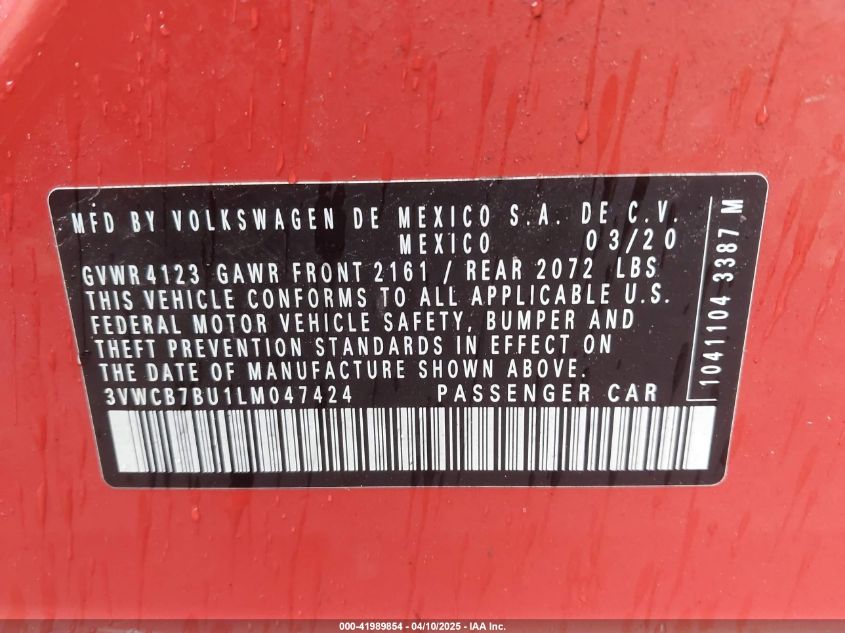 MFD BY VOLKSWAGEN DE MEXICO S.A. DE C.V.
MEXICO 03/20
GVWR 4123 GAWR FRONT 2161 / REAR 2072 LBS
THIS VEHICLE CONFORMS TO ALL APPLICABLE U.S.
FEDERAL MOTOR VEHICLE SAFETY, BUMPER AND
THEFT PREVENTION STANDARDS IN EFFECT ON
THE DATE OF MANUFACTURE SHOWN ABOVE.
3VWCB7BU1LM047424 PASSENGER CAR
1041104 3387 M
000-41989854 - 04/10/2025 - IAA Inc.